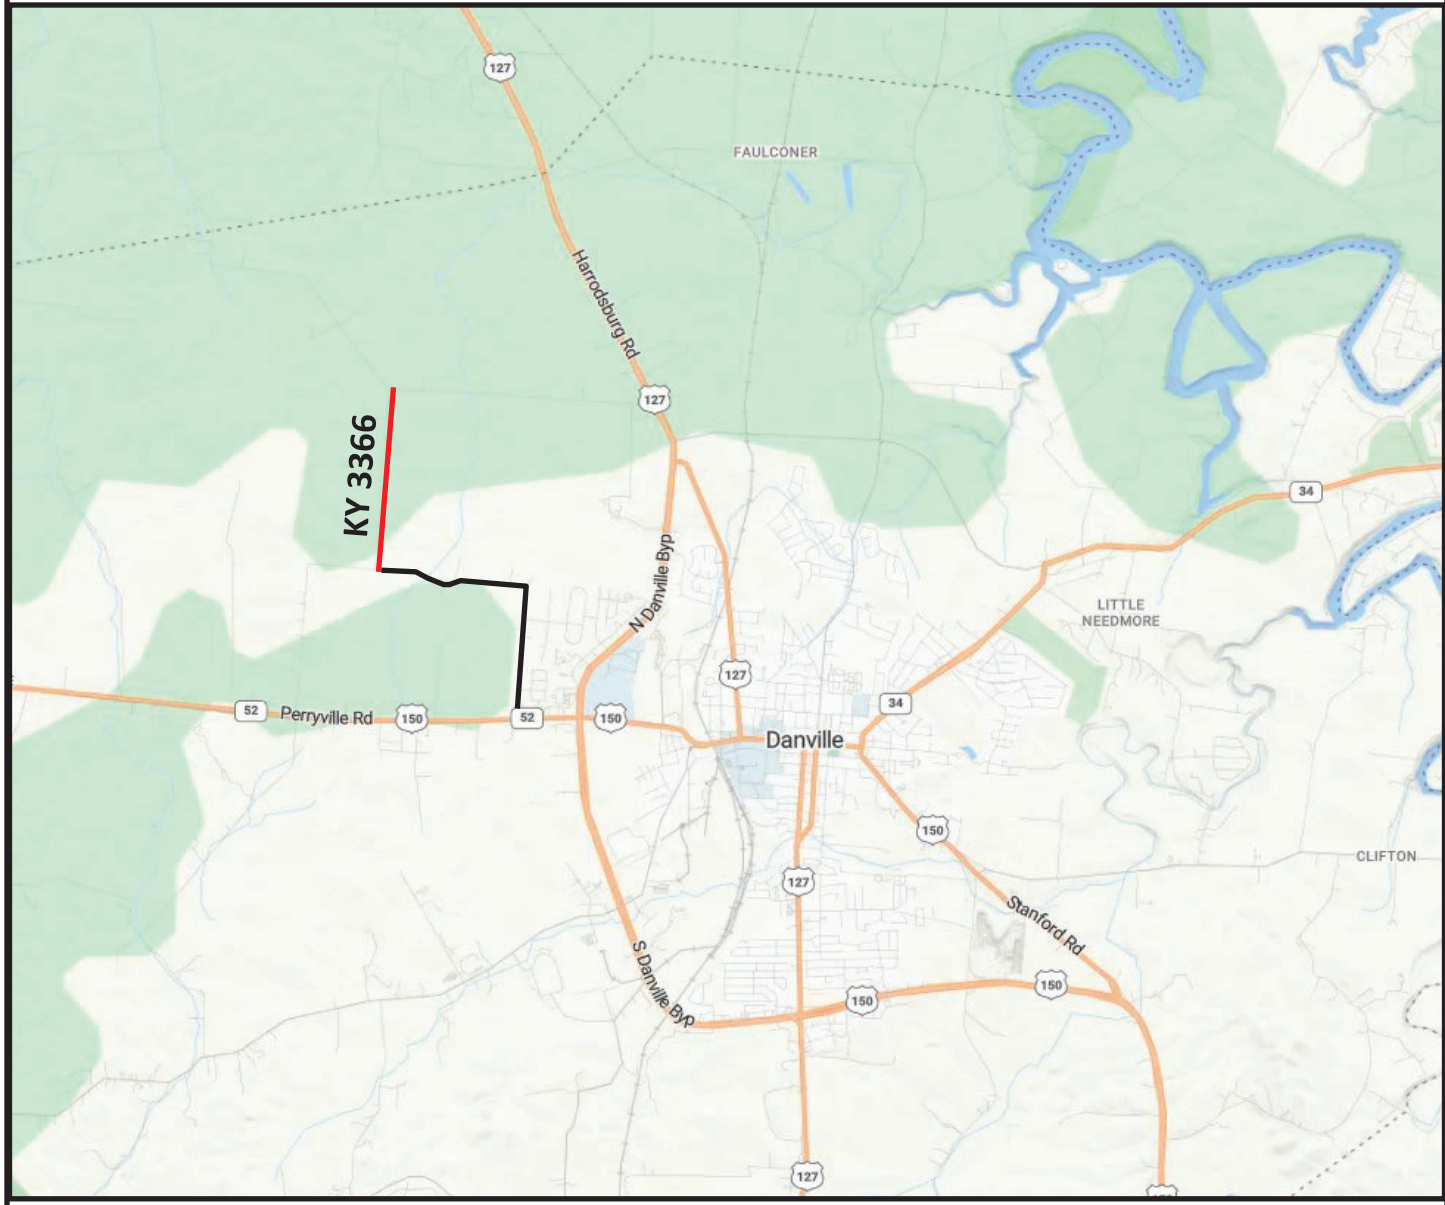 127
FAULCONER
Harrodsburg Rd
127
KY 3366
34
N Danville Byp
LITTLE
NEEDMORE
127
52
Perryville Rd
150
52
150
34
Danville
150
CLIFTON
127
Stanford Rd
S Danville Byp
150
150
127